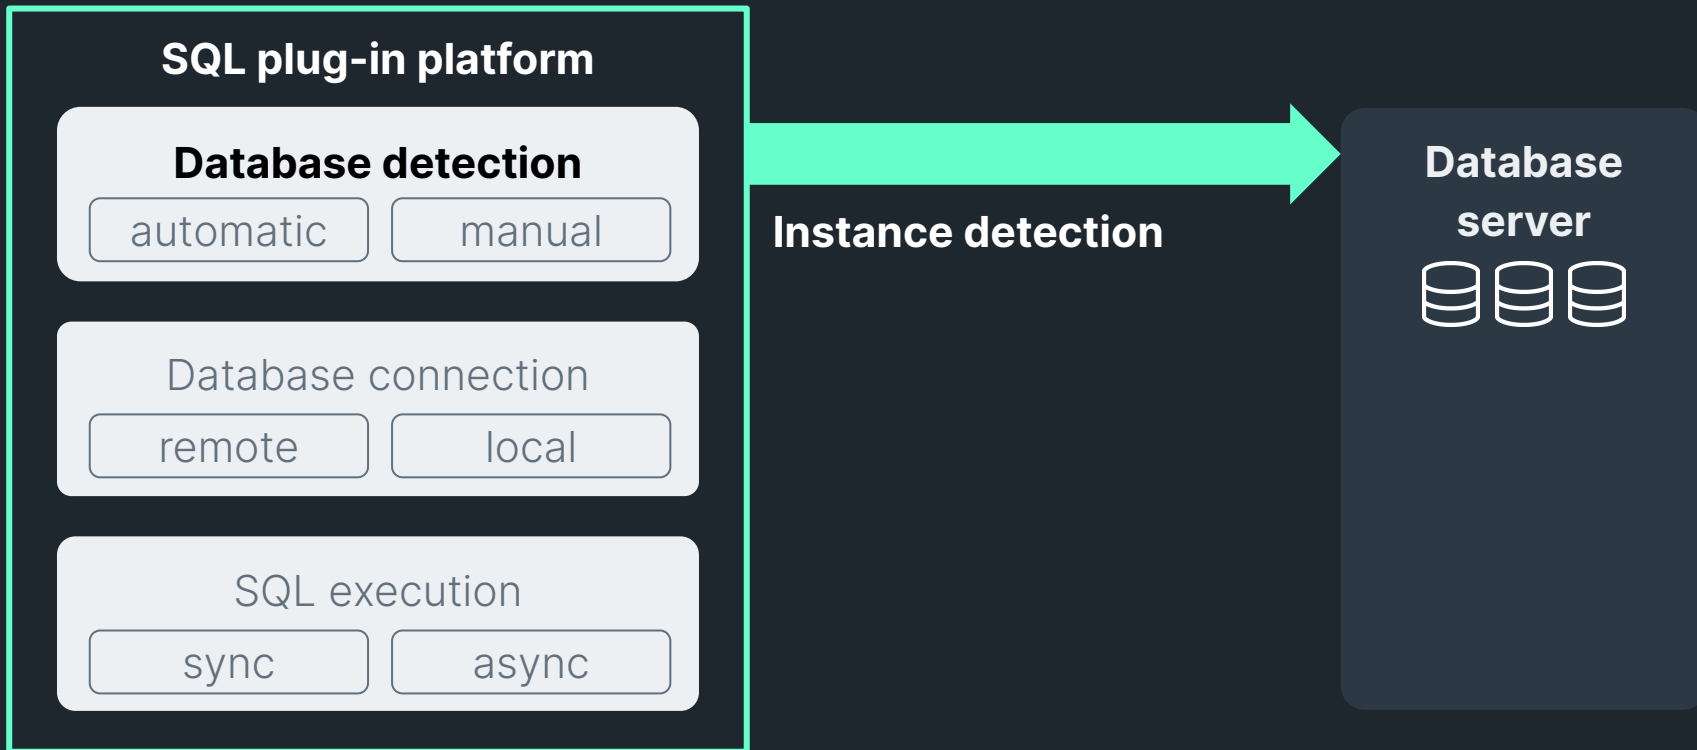 SQL plug-in platform
Database detection
automatic
manual
Database connection
remote
local
SQL execution
sync
async
Instance detection
Database
server